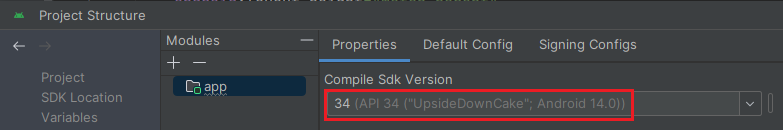 Project Structure
Modules
Properties
Default Config
Signing Configs
Project
SDK Location
Variables
app
Compile Sdk Version
34 (API 34 ("UpsideDownCake"; Android 14.0))